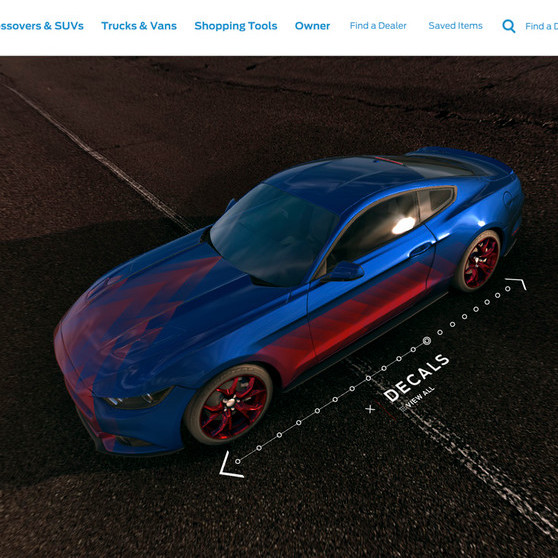 ssovers & SUVs Trucks & Vans Shopping Tools Owner Find a Dealer Saved Items Find a D
DECALS
VIEW ALL